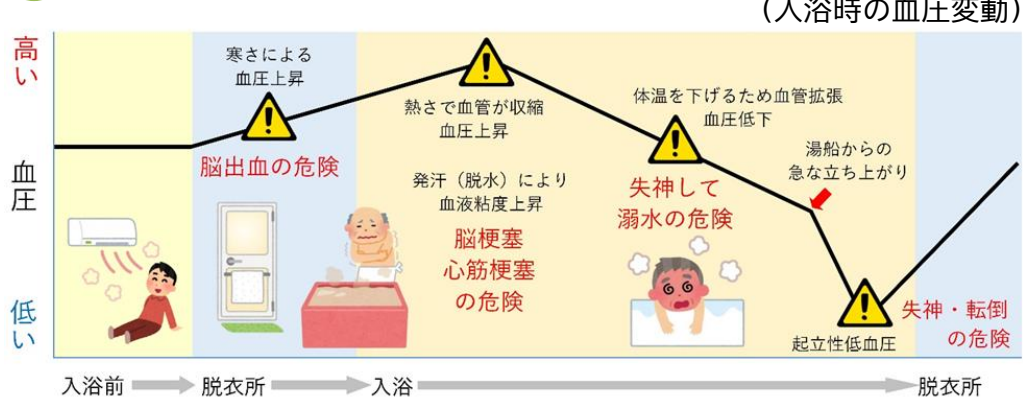 （入浴時の血圧変動）
高い
血圧
低い
寒さによる
血圧上昇
脳出血の危険
熱さで血管が収縮
血圧上昇
発汗（脱水）により
血液粘度上昇
脳梗塞
心筋梗塞
の危険
体温を下げるため血管拡張
血圧低下
失神して
溺水の危険
湯船からの
急な立ち上がり
起立性低血圧
失神・転倒
の危険
入浴前
脱衣所
入浴
脱衣所